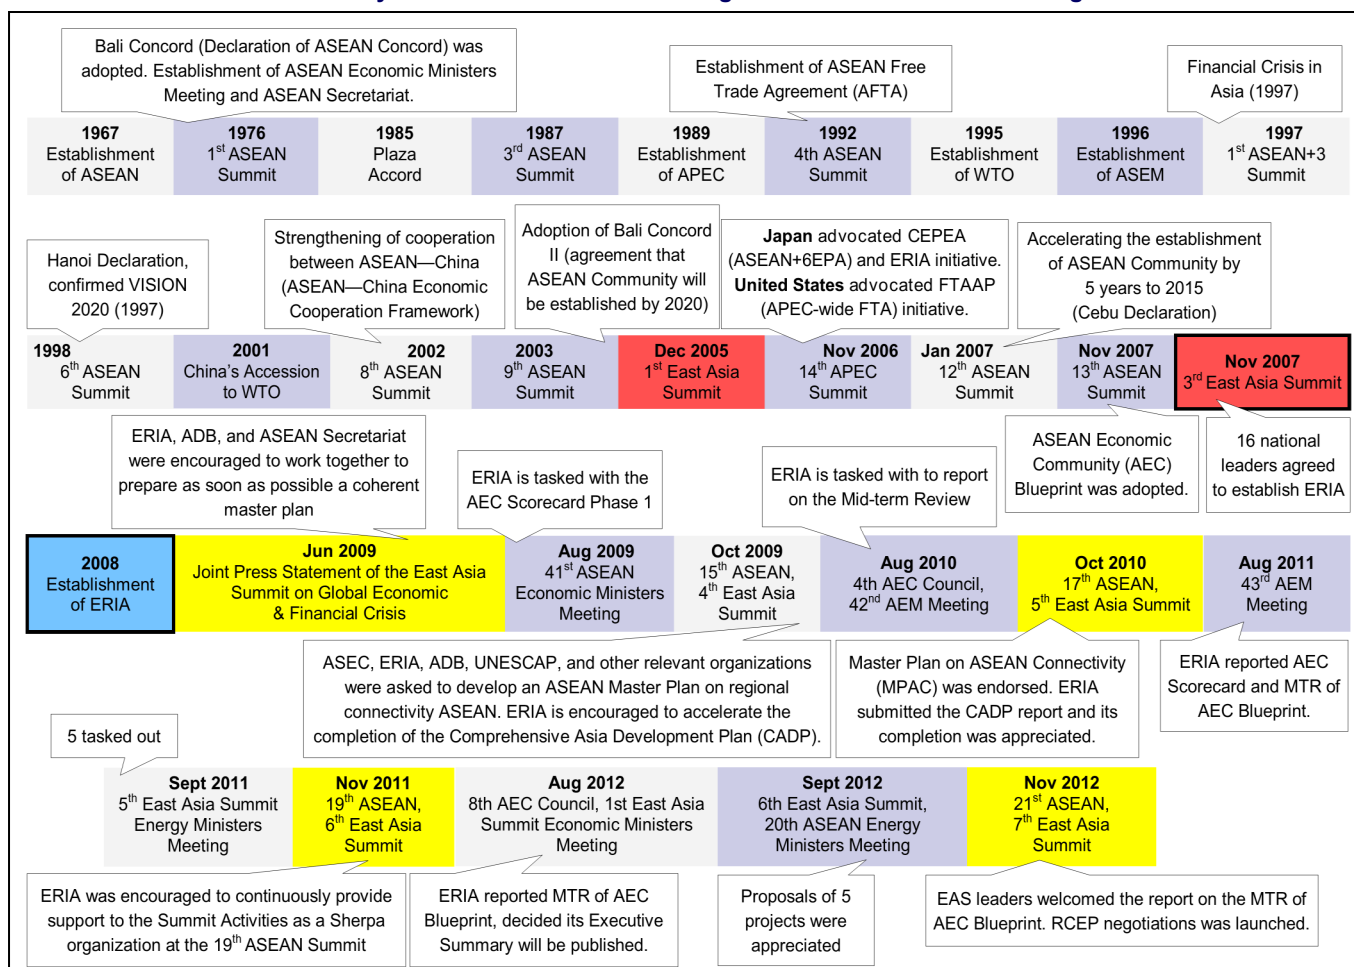 Bali Concord (Declaration of ASEAN Concord) was
adopted. Establishment of ASEAN Economic Ministers
Meeting and ASEAN Secretariat.
Establishment of ASEAN Free
Trade Agreement (AFTA)
Financial Crisis in
Asia (1997)
1967
Establishment
of ASEAN
1976
1st ASEAN
Summit
1985
Plaza
Accord
1987
3rd ASEAN
Summit
1989
Establishment
of APEC
1992
4th ASEAN
Summit
1995
Establishment
of WTO
1996
Establishment
of ASEM
1997
1st ASEAN+3
Summit
Hanoi Declaration,
confirmed VISION
2020 (1997)
Strengthening of cooperation
between ASEAN—China
(ASEAN—China Economic
Cooperation Framework)
Adoption of Bali Concord
II (agreement that
ASEAN Community will
be established by 2020)
Japan advocated CEPEA
(ASEAN+6EPA) and ERIA initiative.
United States advocated FTAAP
(APEC-wide FTA) initiative.
Accelerating the establishment
of ASEAN Community by
5 years to 2015
(Cebu Declaration)
1998
6th ASEAN
Summit
2001
China's Accession
to WTO
2002
8th ASEAN
Summit
2003
9th ASEAN
Summit
Dec 2005
1st East Asia
Summit
Nov 2006
14th APEC
Summit
Jan 2007
12th ASEAN
Summit
Nov 2007
13th ASEAN
Summit
Nov 2007
3rd East Asia Summit
ERIA, ADB, and ASEAN Secretariat
were encouraged to work together to
prepare as soon as possible a coherent
master plan
ERIA is tasked with the
AEC Scorecard Phase 1
ERIA is tasked with to report
on the Mid-term Review
ASEAN Economic
Community (AEC)
Blueprint was adopted.
16 national
leaders agreed
to establish ERIA
2008
Establishment
of ERIA
Jun 2009
Joint Press Statement of the East Asia
Summit on Global Economic
& Financial Crisis
Aug 2009
41st ASEAN
Economic Ministers
Meeting
Oct 2009
15th ASEAN,
4th East Asia
Summit
Aug 2010
4th AEC Council,
42nd AEM Meeting
Oct 2010
17th ASEAN,
5th East Asia Summit
Aug 2011
43rd AEM
Meeting
ASEC, ERIA, ADB, UNESCAP, and other relevant organizations
were asked to develop an ASEAN Master Plan on regional
connectivity ASEAN. ERIA is encouraged to accelerate the
completion of the Comprehensive Asia Development Plan (CADP).
Master Plan on ASEAN Connectivity
(MPAC) was endorsed. ERIA
submitted the CADP report and its
completion was appreciated.
ERIA reported AEC
Scorecard and MTR of
AEC Blueprint.
5 tasked out
Sept 2011
5th East Asia Summit
Energy Ministers
Meeting
Nov 2011
19th ASEAN,
6th East Asia
Summit
Aug 2012
8th AEC Council, 1st East Asia
Summit Economic Ministers
Meeting
Sept 2012
6th East Asia Summit,
20th ASEAN Energy
Ministers Meeting
Nov 2012
21st ASEAN,
7th East Asia
Summit
ERIA was encouraged to continuously provide
support to the Summit Activities as a Sherpa
organization at the 19th ASEAN Summit
ERIA reported MTR of AEC
Blueprint, decided its Executive
Summary will be published.
Proposals of 5
projects were
appreciated
EAS leaders welcomed the report on the MTR of
AEC Blueprint. RCEP negotiations was launched.